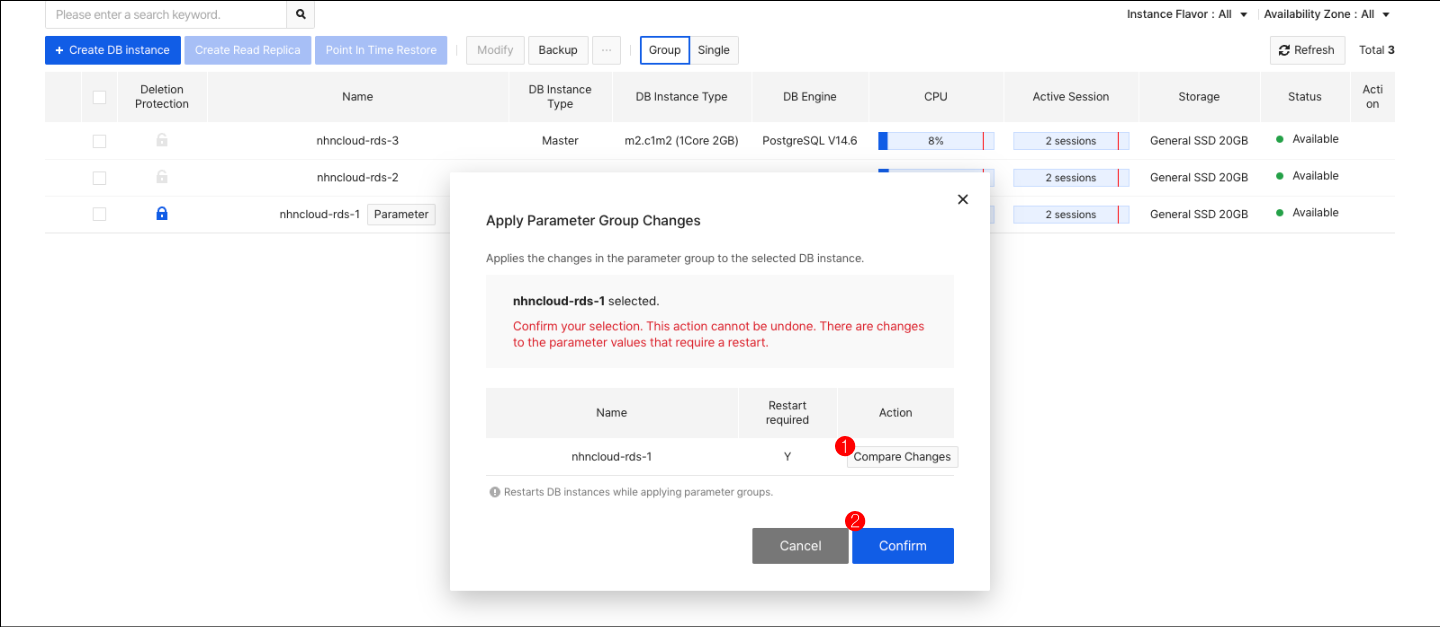 Please enter a search keyword.
Instance Flavor : All Availability Zone : All
+ Create DB instance Create Read Replica Point In Time Restore Modify Backup ... Group Single Refresh Total 3
Deletion Protection Name DB Instance Type DB Instance Type DB Engine CPU Active Session Storage Status Acti on
nhncloud-rds-3 Master m2.c1m2 (1Core 2GB) PostgreSQL V14.6 8% 2 sessions General SSD 20GB Available
nhncloud-rds-2 2 sessions General SSD 20GB Available
nhncloud-rds-1 Parameter 2 sessions General SSD 20GB Available
Apply Parameter Group Changes
Applies the changes in the parameter group to the selected DB instance.
nhncloud-rds-1 selected.
Confirm your selection. This action cannot be undone. There are changes
to the parameter values that require a restart.
Name Restart required Action
1
nhncloud-rds-1 Y Compare Changes
Restarts DB instances while applying parameter groups.
2
Cancel Confirm